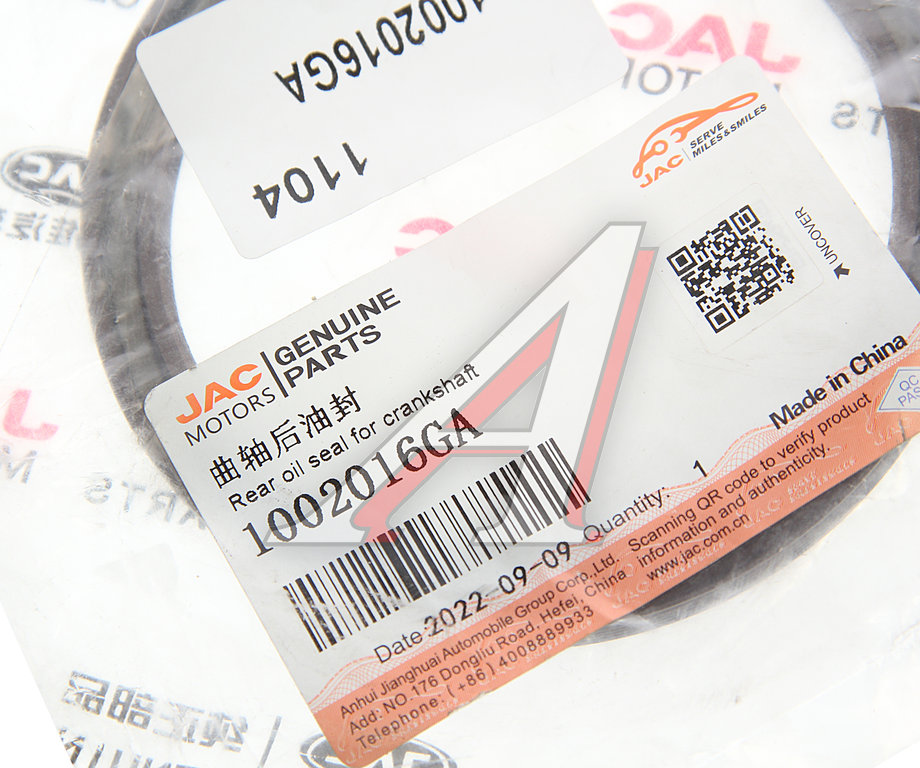 1002016GA
1104
JAC
SERVE
MILES&SMILES
UNCOVER
JAC
MOTORS
GENUINE
PARTS
曲轴后油封
Rear oil seal for crankshaft
1002016GA
Quantity: 1
Made in China
QC
PAS
Date 2022-09-09
Anhui Jianghuai Automobile Group Corp.,Ltd.
Add: NO.176 Dongliu Road, Hefei, China
Telephone: (+86)4008889933
Scanning QR code to verify product
information and authenticity.
www.jac.com.cn
JAC